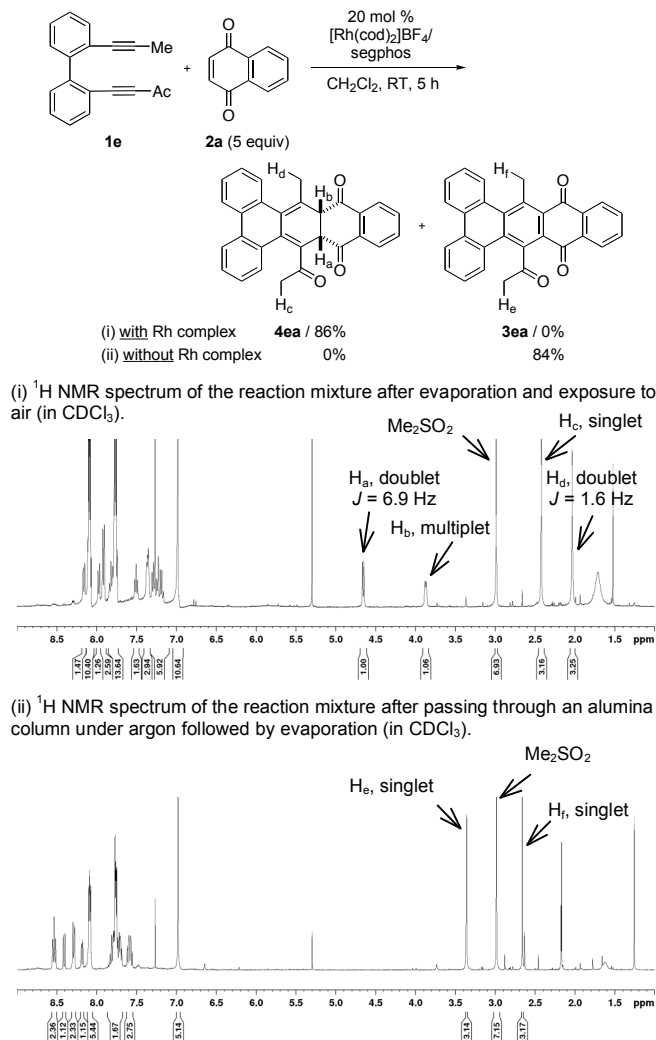 20 mol %
[Rh(cod)2]BF4/
segphos
CH2Cl2, RT, 5 h
Me
Ac
+
O
O
1e
2a (5 equiv)
Hd
Hb
O
O
Ha
O
Hc
+
Hf
O
O
O
He
(i) with Rh complex 4ea / 86% 3ea / 0%
(ii) without Rh complex 0% 84%
(i) 1H NMR spectrum of the reaction mixture after evaporation and exposure to
air (in CDCl3).
Me2SO2
Hc, singlet
Ha, doublet
J = 6.9 Hz
Hb, multiplet
Hd, doublet
J = 1.6 Hz
8.5 8.0 7.5 7.0 6.5 6.0 5.5 5.0 4.5 4.0 3.5 3.0 2.5 2.0 1.5 ppm
1.47 10.40 1.26 2.59 13.64 1.63 2.94 5.92 10.64 1.00 1.06 6.93 3.16 3.25
(ii) 1H NMR spectrum of the reaction mixture after passing through an alumina
column under argon followed by evaporation (in CDCl3).
Me2SO2
He, singlet
Hf, singlet
8.5 8.0 7.5 7.0 6.5 6.0 5.5 5.0 4.5 4.0 3.5 3.0 2.5 2.0 1.5 ppm
2.36 1.12 2.33 1.15 5.44 1.67 2.75 5.14 3.14 7.15 3.17